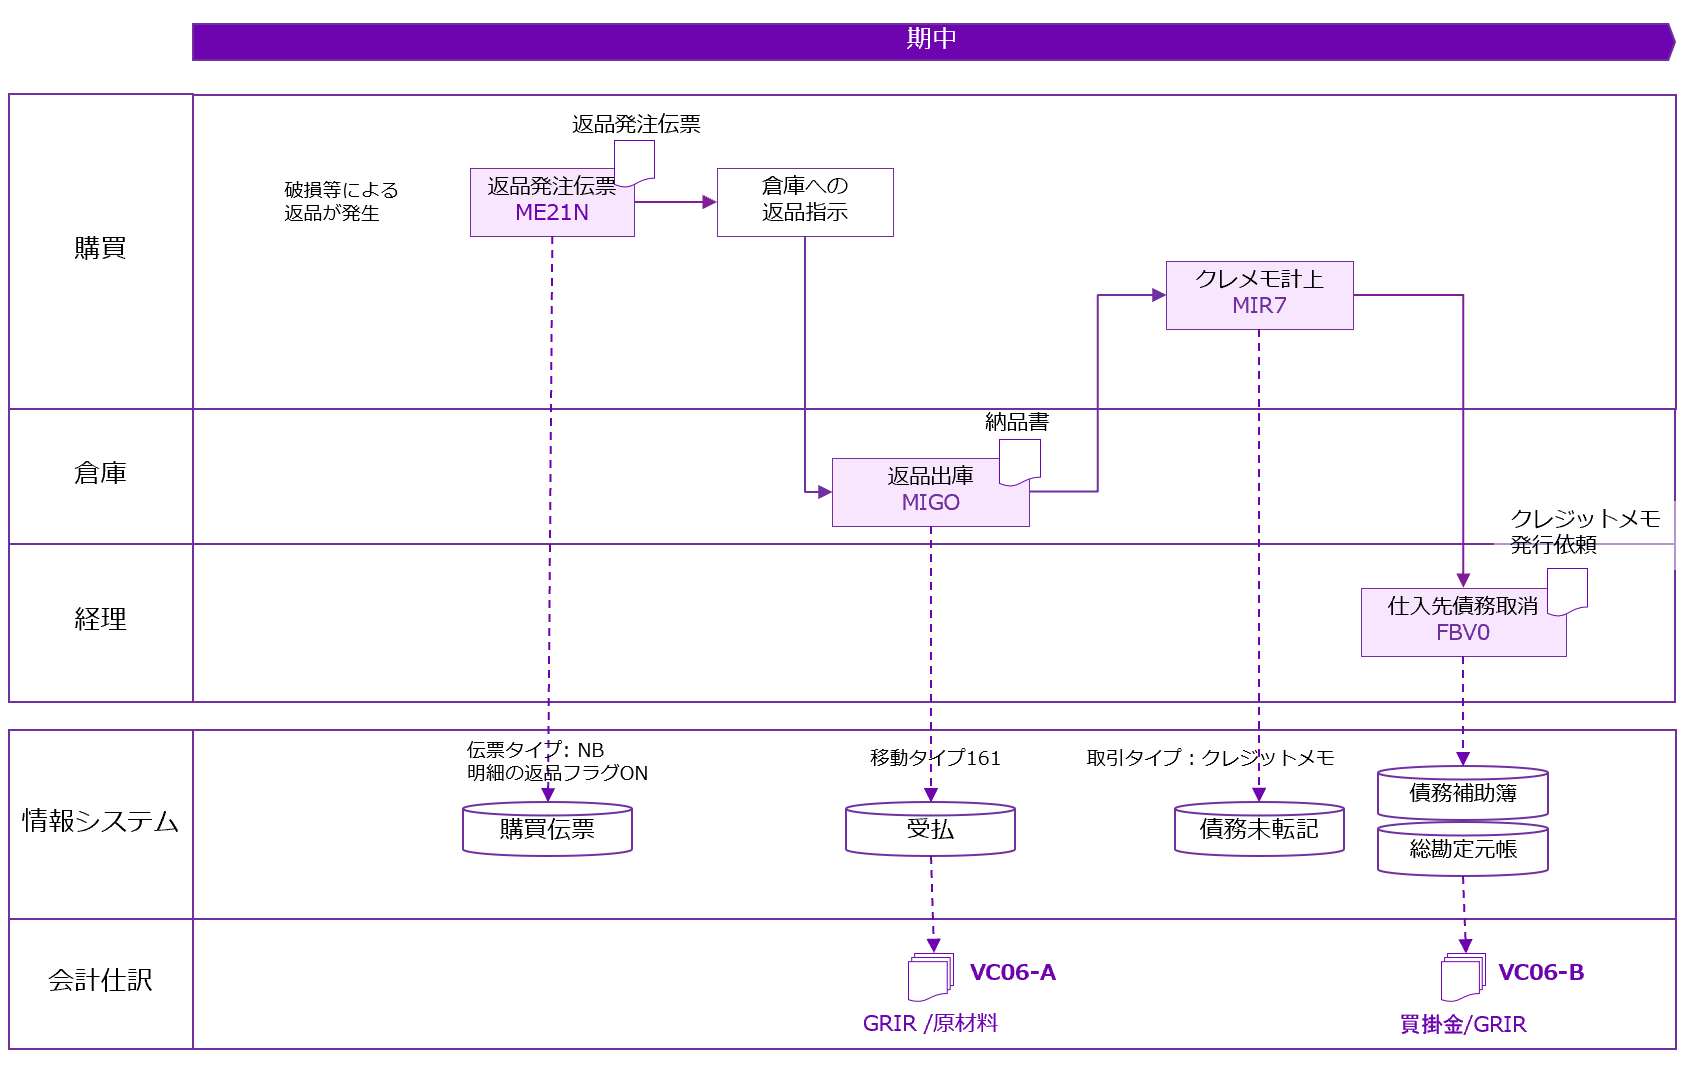 期中
購買
破損等による
返品が発生
返品発注伝票
返品発注伝票
ME21N
倉庫への
返品指示
クレメモ計上
MIR7
倉庫
納品書
返品出庫
MIGO
クレジットメモ
発行依頼
経理
仕入先債務取消
FBV0
情報システム
伝票タイプ: NB
明細の返品フラグON
購買伝票
移動タイプ161
受払
取引タイプ：クレジットメモ
債務未転記
債務補助簿
総勘定元帳
会計仕訳
VC06-A
GRIR /原材料
VC06-B
買掛金/GRIR